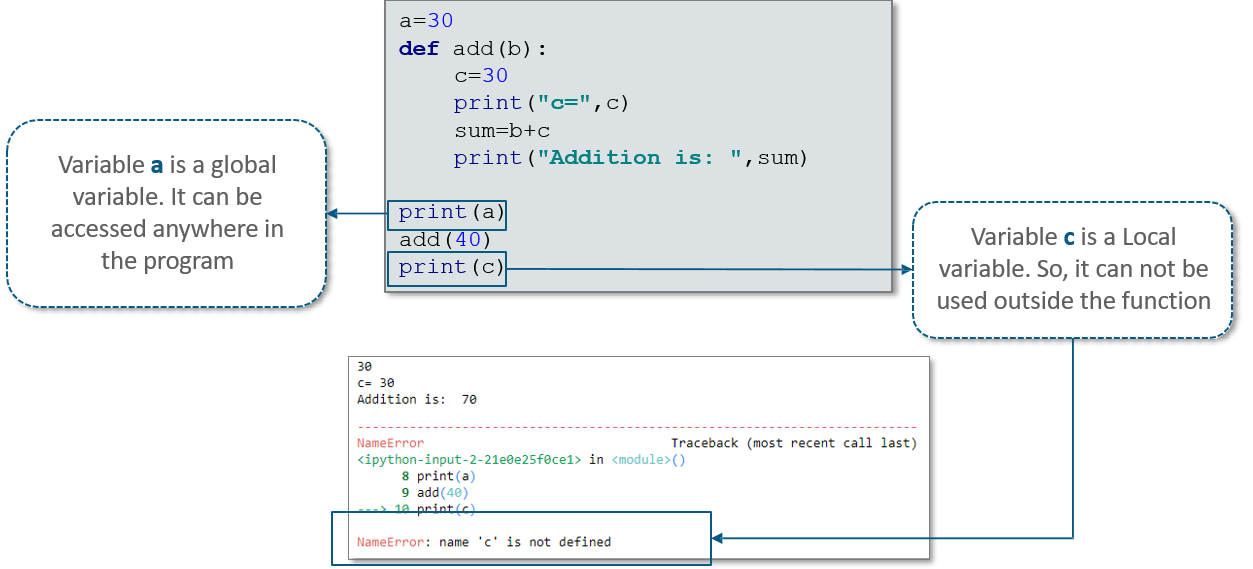 a=30
def add(b):
    c=30
    print("c=",c)
    sum=b+c
    print("Addition is: ",sum)
print(a)
add(40)
print(c)
Variable a is a global
variable. It can be
accessed anywhere in
the program
Variable c is a Local
variable. So, it can not be
used outside the function
30
c= 30
Addition is:  70
---------------------------------------------------------------------------
NameError                                 Traceback (most recent call last)
<ipython-input-2-21e0e25f0ce1> in <module>()
      8 print(a)
      9 add(40)
---> 10 print(c)
NameError: name 'c' is not defined